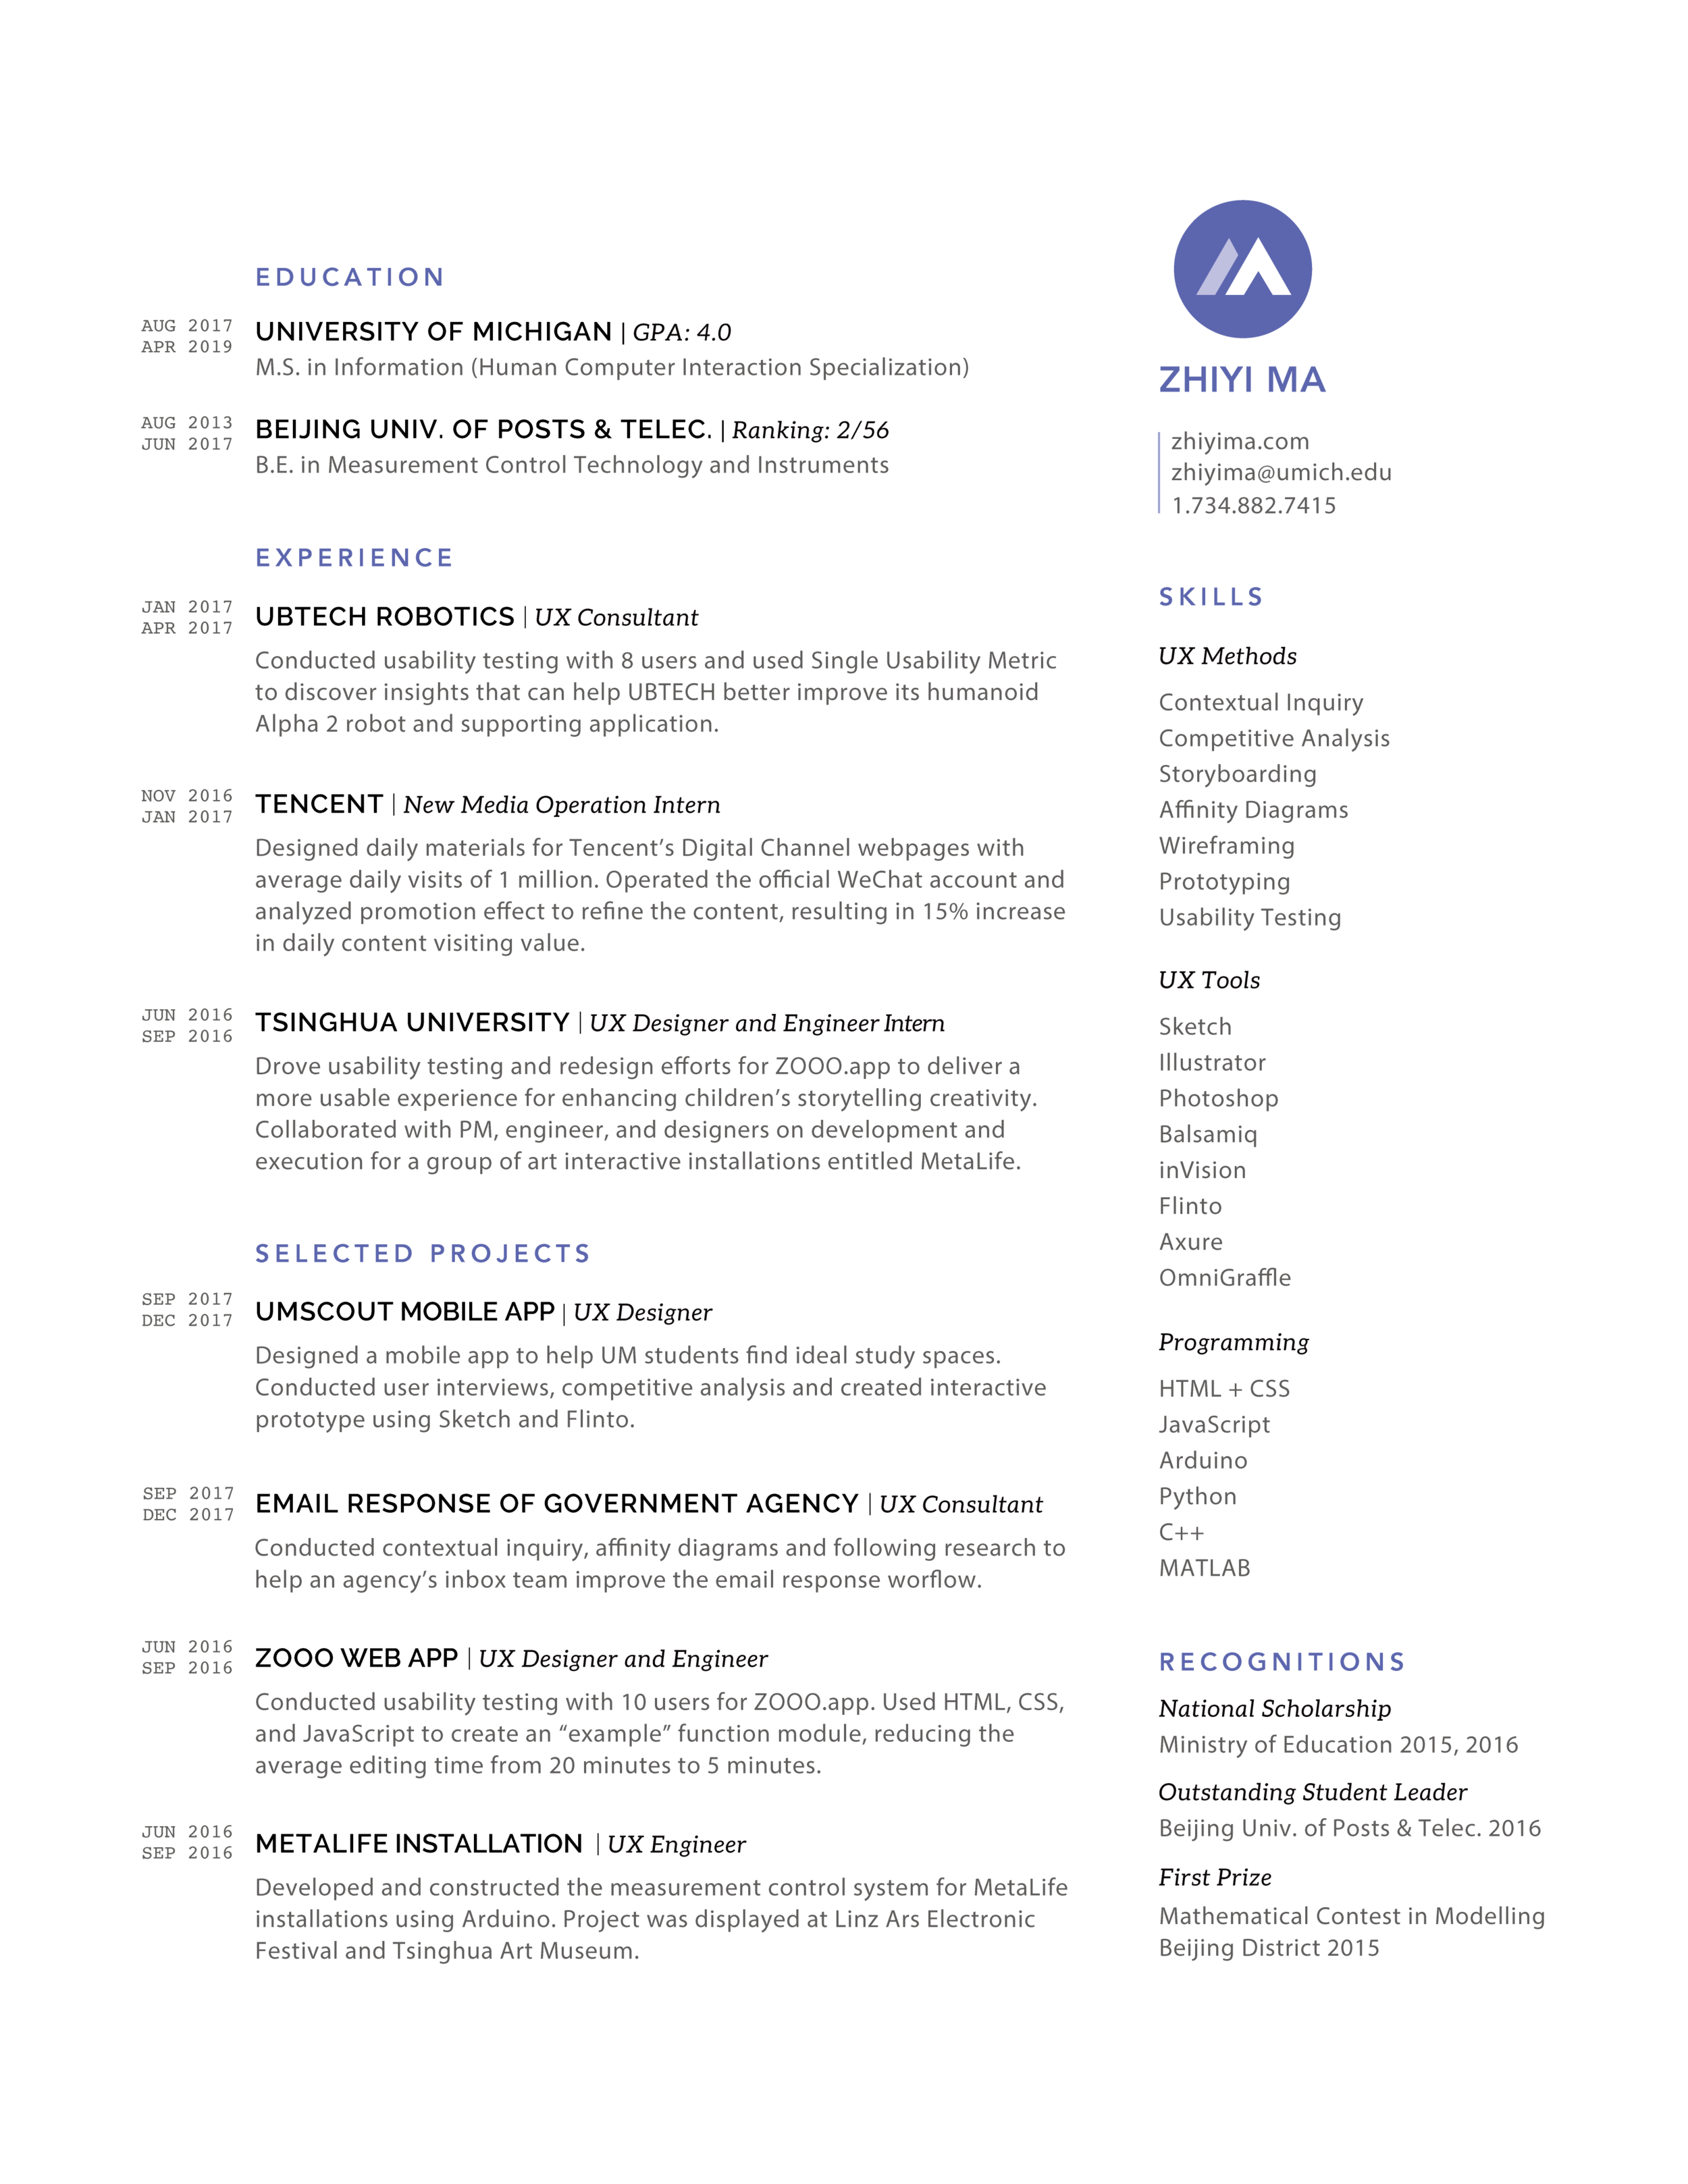 EDUCATION
AUG 2017
APR 2019
UNIVERSITY OF MICHIGAN | GPA: 4.0
M.S. in Information (Human Computer Interaction Specialization)
AUG 2013
JUN 2017
BEIJING UNIV. OF POSTS & TELEC. | Ranking: 2/56
B.E. in Measurement Control Technology and Instruments
EXPERIENCE
JAN 2017
APR 2017
UBTECH ROBOTICS | UX Consultant
Conducted usability testing with 8 users and used Single Usability Metric
to discover insights that can help UBTECH better improve its humanoid
Alpha 2 robot and supporting application.
NOV 2016
JAN 2017
TENCENT | New Media Operation Intern
Designed daily materials for Tencent’s Digital Channel webpages with
average daily visits of 1 million. Operated the official WeChat account and
analyzed promotion effect to refine the content, resulting in 15% increase
in daily content visiting value.
JUN 2016
SEP 2016
TSINGHUA UNIVERSITY | UX Designer and Engineer Intern
Drove usability testing and redesign efforts for ZOOO.app to deliver a
more usable experience for enhancing children’s storytelling creativity.
Collaborated with PM, engineer, and designers on development and
execution for a group of art interactive installations entitled MetaLife.
SELECTED PROJECTS
SEP 2017
DEC 2017
UMSCOUT MOBILE APP | UX Designer
Designed a mobile app to help UM students find ideal study spaces.
Conducted user interviews, competitive analysis and created interactive
prototype using Sketch and Flinto.
SEP 2017
DEC 2017
EMAIL RESPONSE OF GOVERNMENT AGENCY | UX Consultant
Conducted contextual inquiry, affinity diagrams and following research to
help an agency’s inbox team improve the email response worflow.
JUN 2016
SEP 2016
ZOOO WEB APP | UX Designer and Engineer
Conducted usability testing with 10 users for ZOOO.app. Used HTML, CSS,
and JavaScript to create an “example” function module, reducing the
average editing time from 20 minutes to 5 minutes.
JUN 2016
SEP 2016
METALIFE INSTALLATION | UX Engineer
Developed and constructed the measurement control system for MetaLife
installations using Arduino. Project was displayed at Linz Ars Electronic
Festival and Tsinghua Art Museum.
ZHIYI MA
zhiyima.com
zhiyima@umich.edu
1.734.882.7415
SKILLS
UX Methods
Contextual Inquiry
Competitive Analysis
Storyboarding
Affinity Diagrams
Wireframing
Prototyping
Usability Testing
UX Tools
Sketch
Illustrator
Photoshop
Balsamiq
inVision
Flinto
Axure
OmniGraffle
Programming
HTML + CSS
JavaScript
Arduino
Python
C++
MATLAB
RECOGNITIONS
National Scholarship
Ministry of Education 2015, 2016
Outstanding Student Leader
Beijing Univ. of Posts & Telec. 2016
First Prize
Mathematical Contest in Modelling
Beijing District 2015